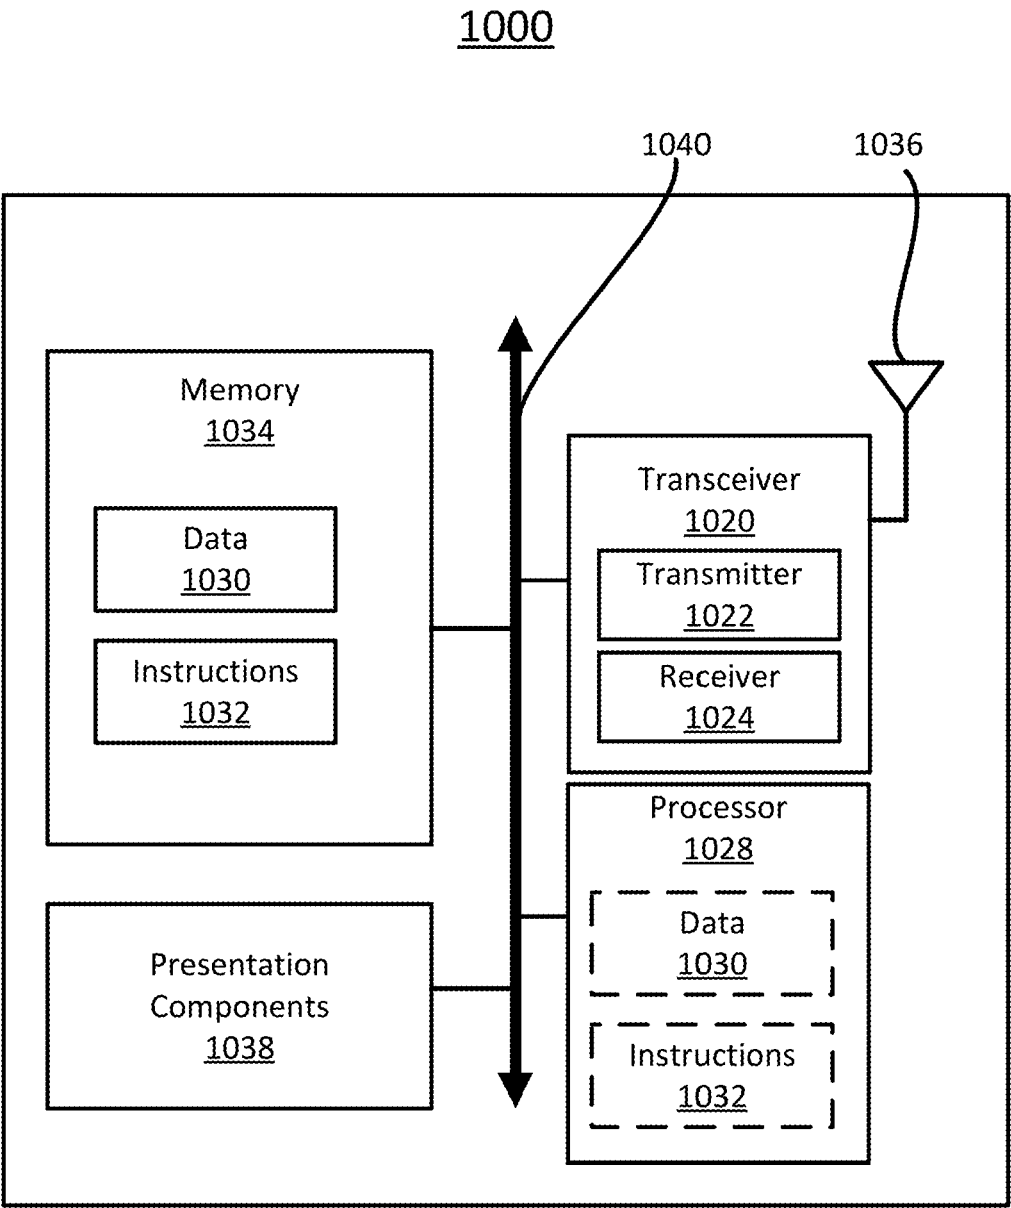 1000
1040
1036
Memory
1034
Data
1030
Instructions
1032
Presentation
Components
1038
Transceiver
1020
Transmitter
1022
Receiver
1024
Processor
1028
Data
1030
Instructions
1032